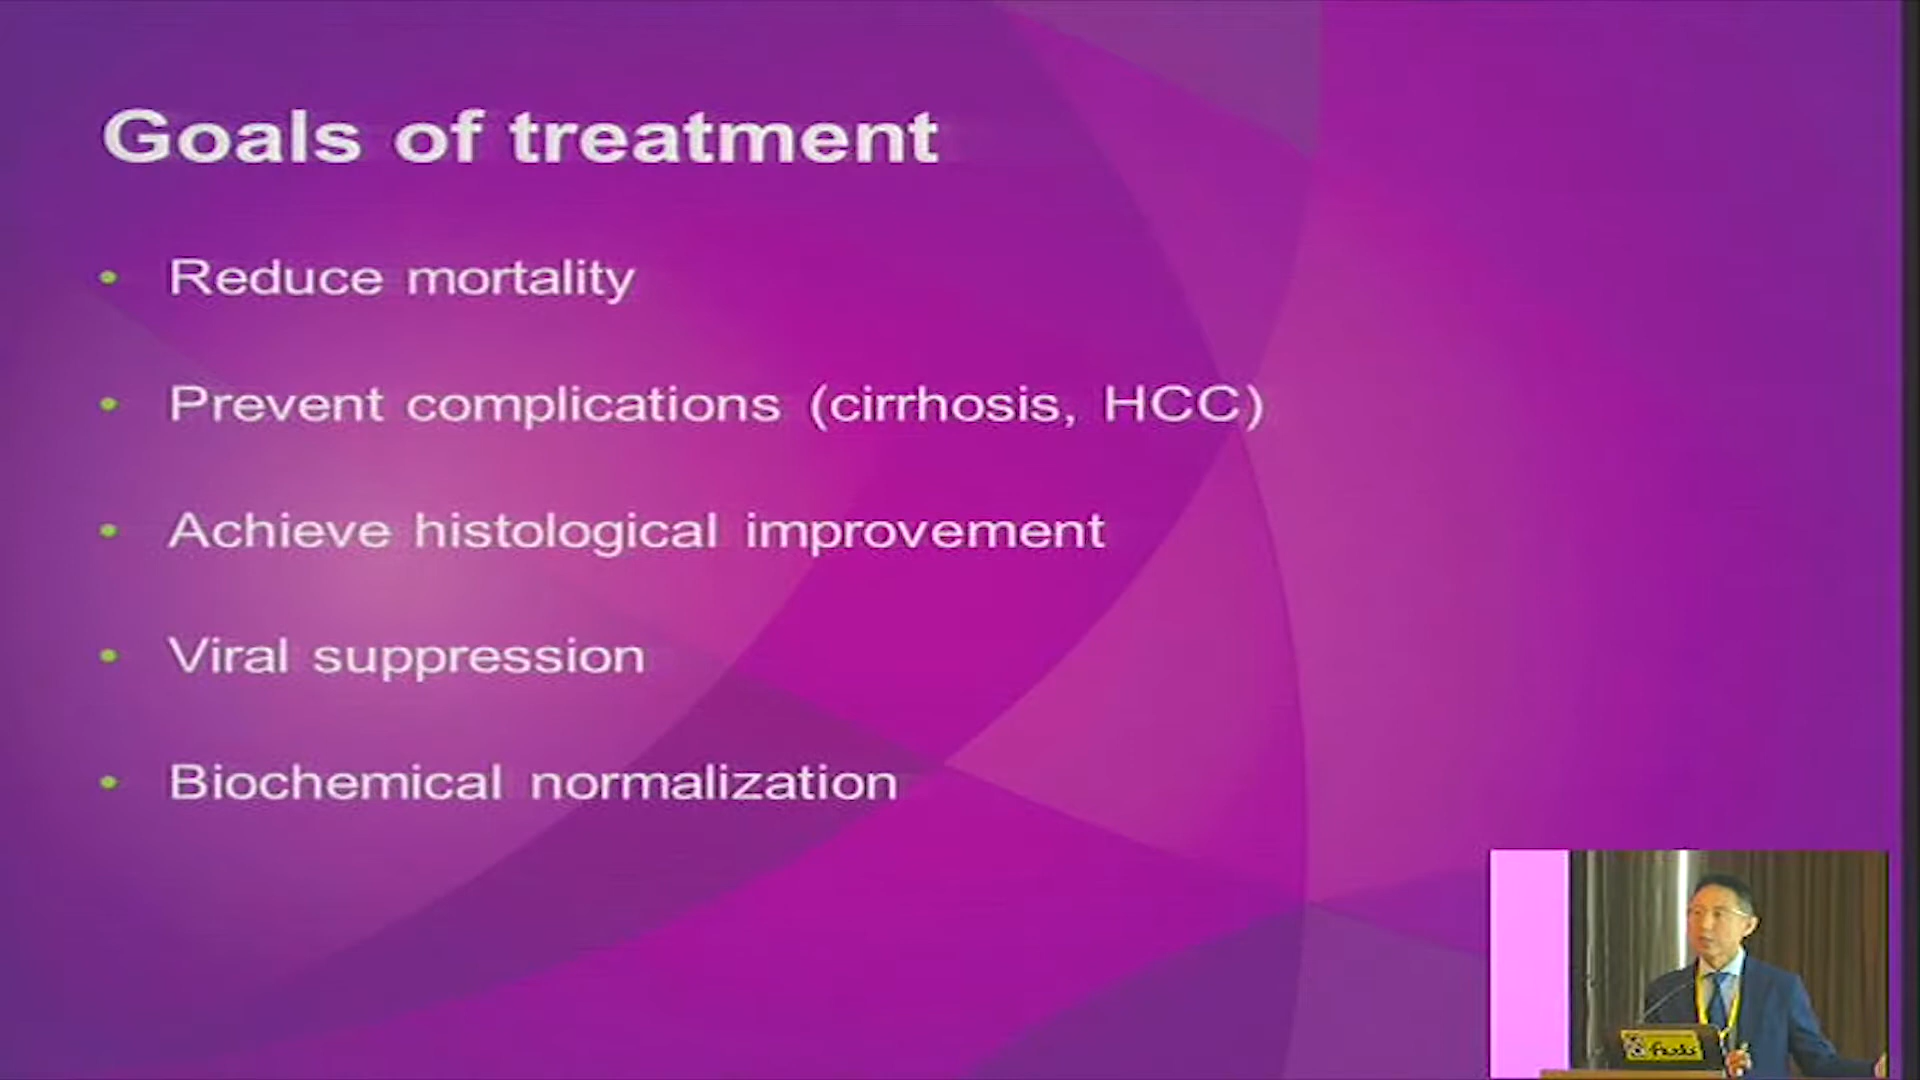 Goals of treatment
• Reduce mortality
• Prevent complications (cirrhosis, HCC)
• Achieve histological improvement
• Viral suppression
• Biochemical normalization